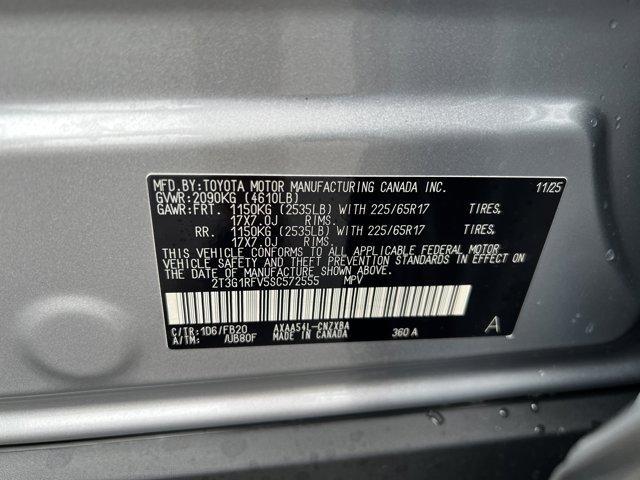 MFD.BY:TOYOTA MOTOR MANUFACTURING CANADA INC. 11/25
GVWR:2090KG (4610LB)
GAWR:FRT. 1150KG (2535LB) WITH 225/65R17 TIRES,
17X7.0J RIMS.
RR. 1150KG (2535LB) WITH 225/65R17 TIRES,
17X7.0J RIMS.
THIS VEHICLE CONFORMS TO ALL APPLICABLE FEDERAL MOTOR
VEHICLE SAFETY AND THEFT PREVENTION STANDARDS IN EFFECT ON THE
DATE OF MANUFACTURE SHOWN ABOVE.
2T3G1RFV5SC572555 MPV
C/TR:1D6/FB20 AXAA54L-CNZXBA 360 A A
A/TM: /UB80F MADE IN CANADA